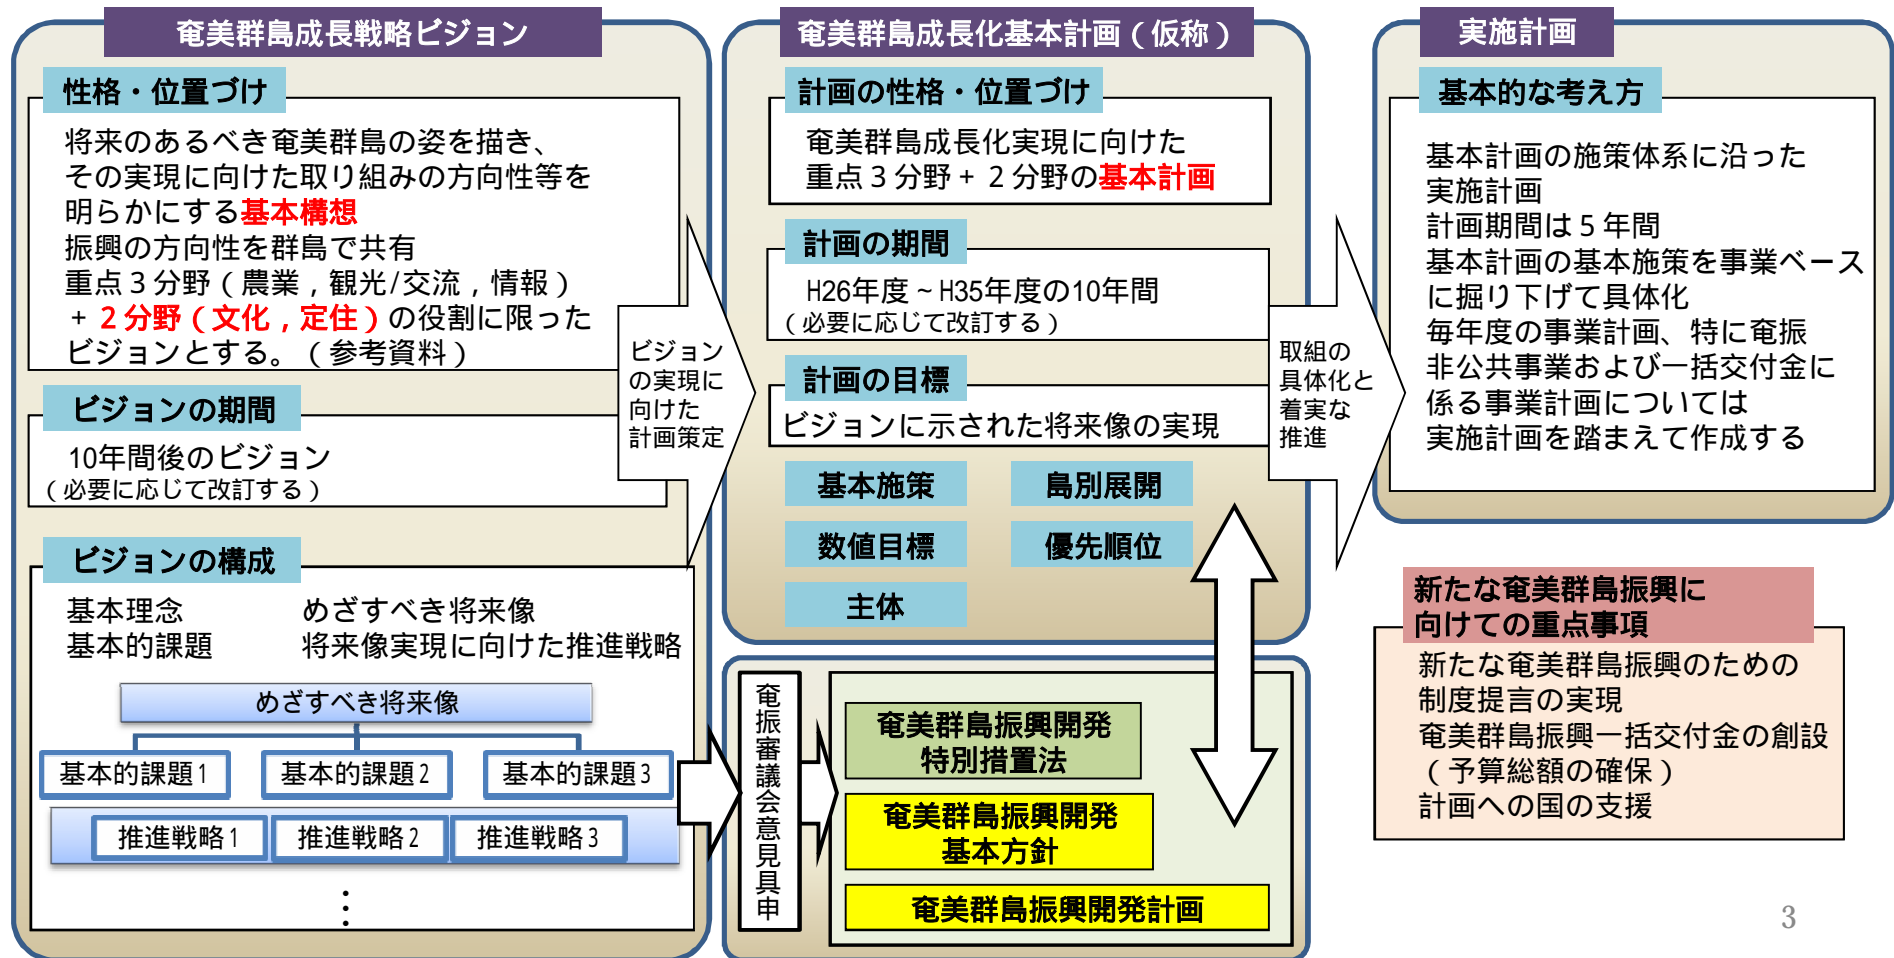 奄美群島成長戦略ビジョン
性格・位置づけ
将来のあるべき奄美群島の姿を描き、
その実現に向けた取り組みの方向性等を
明らかにする基本構想
振興の方向性を群島で共有
重点3分野(農業,観光/交流,情報)
+2分野(文化,定住)の役割に限った
ビジョンとする。(参考資料)
ビジョンの期間
10年間後のビジョン
(必要に応じて改訂する)
ビジョンの構成
基本理念 めざすべき将来像
基本的課題 将来像実現に向けた推進戦略
めざすべき将来像
基本的課題1 基本的課題2 基本的課題3
推進戦略1 推進戦略2 推進戦略3
⋮
ビジョン
の実現に
向けた
計画策定
奄美群島成長化基本計画(仮称)
計画の性格・位置づけ
奄美群島成長化実現に向けた
重点3分野+2分野の基本計画
計画の期間
H26年度~H35年度の10年間
(必要に応じて改訂する)
計画の目標
ビジョンに示された将来像の実現
基本施策 島別展開
数値目標 優先順位
主体
奄振審議会意見具申
奄美群島振興開発
特別措置法
奄美群島振興開発
基本方針
奄美群島振興開発計画
取組の
具体化と
着実な
推進
実施計画
基本的な考え方
基本計画の施策体系に沿った
実施計画
計画期間は5年間
基本計画の基本施策を事業ベース
に掘り下げて具体化
毎年度の事業計画、特に奄振
非公共事業および一括交付金に
係る事業計画については
実施計画を踏まえて作成する
新たな奄美群島振興に
向けての重点事項
新たな奄美群島振興のための
制度提言の実現
奄美群島振興一括交付金の創設
(予算総額の確保)
計画への国の支援
3